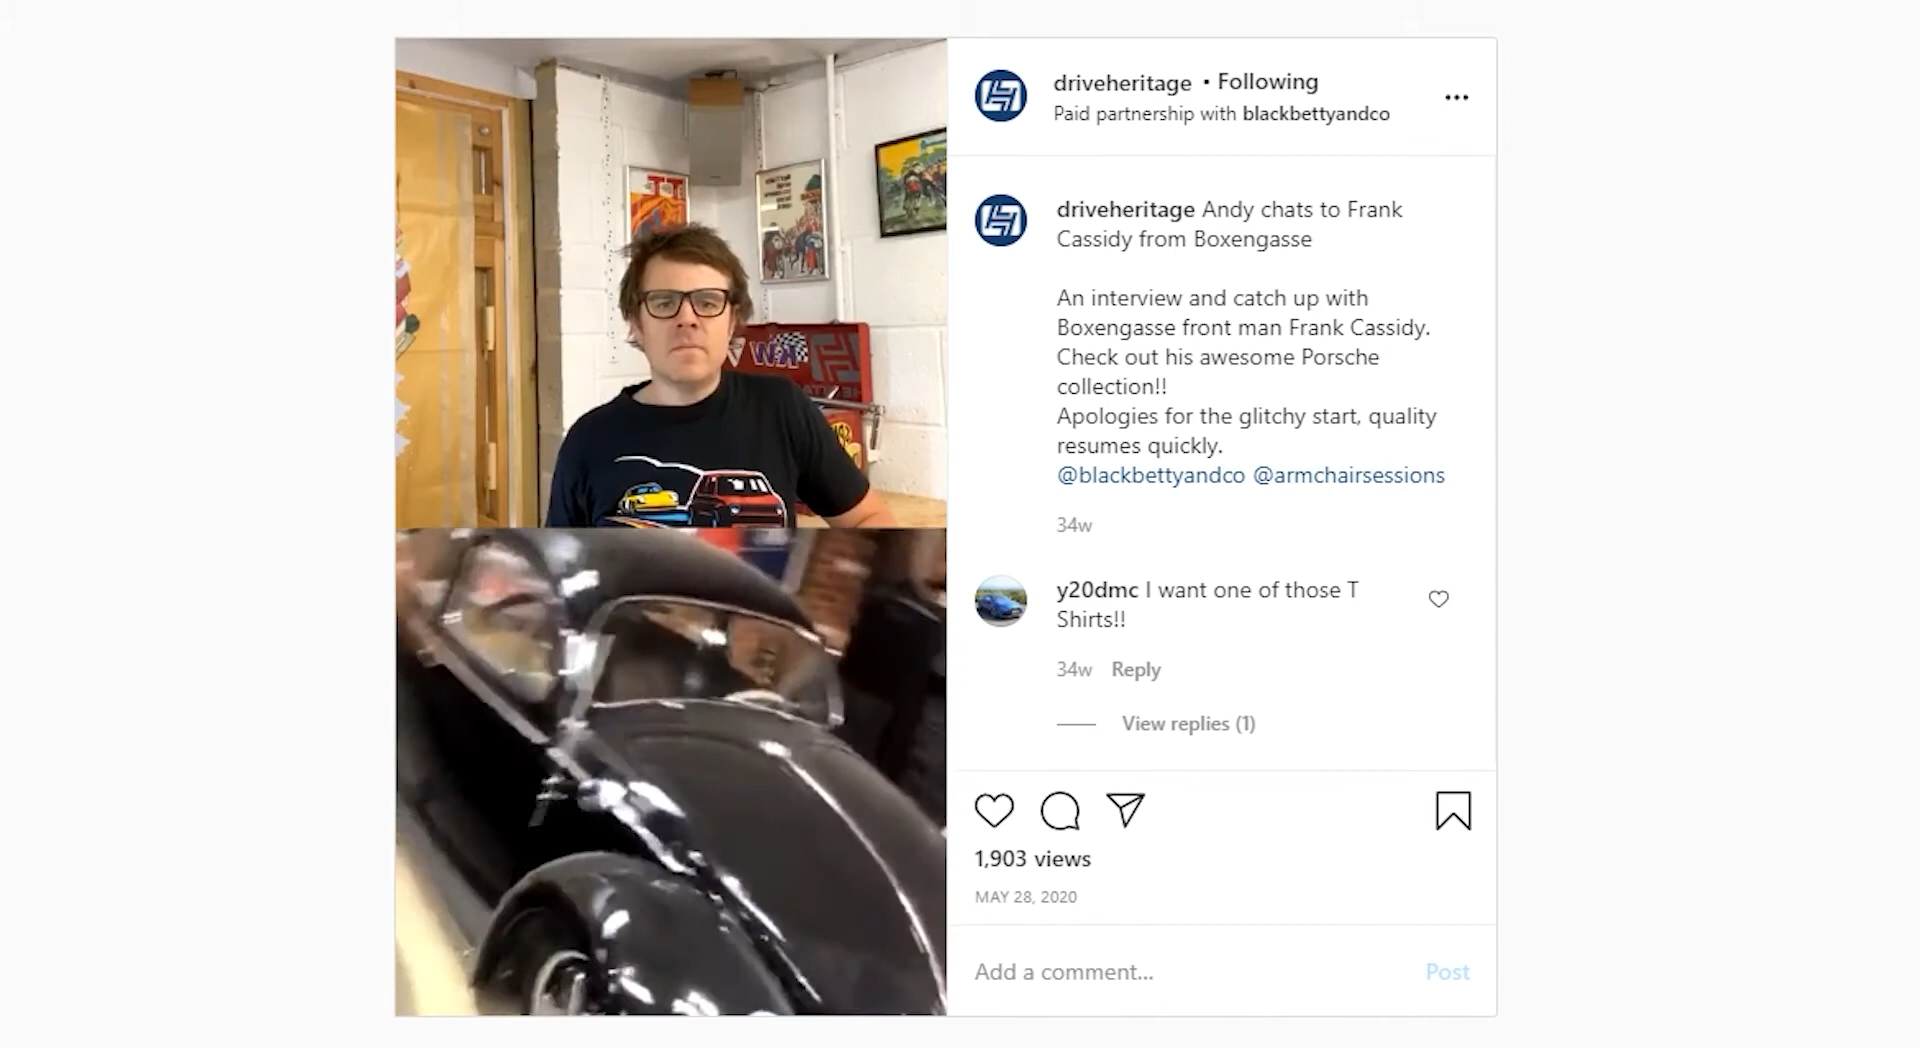 driveheritage • Following
Paid partnership with blackbettyandco
driveheritage Andy chats to Frank
Cassidy from Boxengasse
An interview and catch up with
Boxengasse front man Frank Cassidy.
Check out his awesome Porsche
collection!!
Apologies for the glitchy start, quality
resumes quickly.
@blackbettyandco @armchairsessions
34w
y20dmc I want one of those T
Shirts!!
34w Reply
View replies (1)
1,903 views
MAY 28, 2020
Add a comment... Post
TT